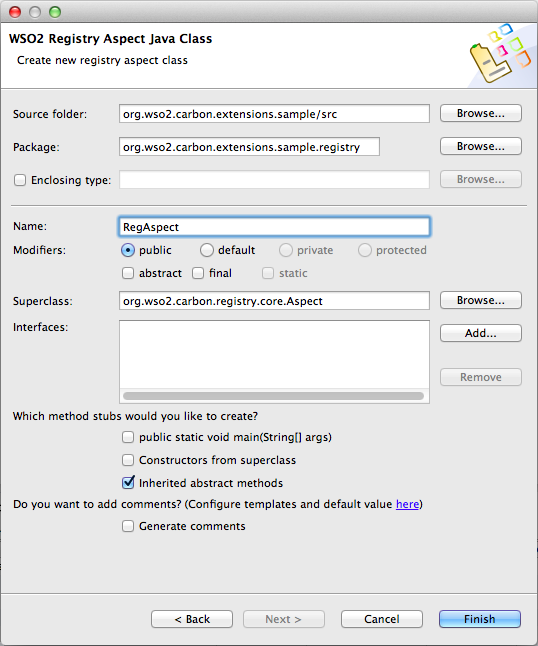 WSO2 Registry Aspect Java Class
Create new registry aspect class
Source folder: org.wso2.carbon.extensions.sample/src Browse...
Package: org.wso2.carbon.extensions.sample.registry Browse...
Enclosing type: Browse...
Name: RegAspect
Modifiers: public default private protected
abstract final static
Superclass: org.wso2.carbon.registry.core.Aspect Browse...
Interfaces: Add...
Remove
Which method stubs would you like to create?
public static void main(String[] args)
Constructors from superclass
Inherited abstract methods
Do you want to add comments? (Configure templates and default value here)
Generate comments
< Back Next > Cancel Finish